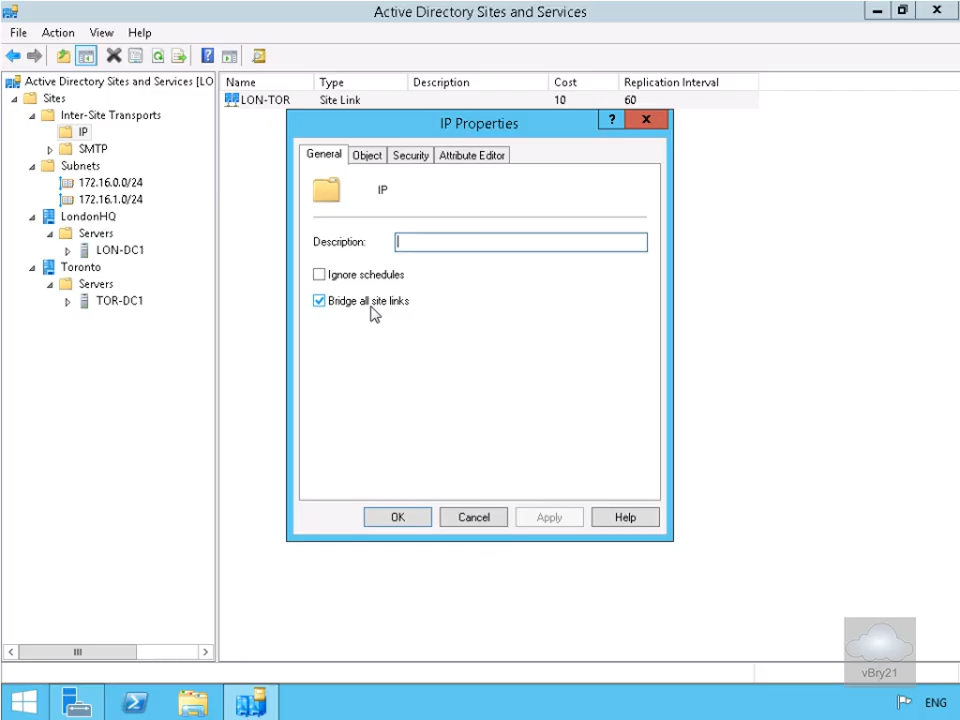 Active Directory Sites and Services
File Action View Help
Active Directory Sites and Services [LO
Sites
Inter-Site Transports
IP
SMTP
Subnets
172.16.0.0/24
172.16.1.0/24
LondonHQ
Servers
LON-DC1
Toronto
Servers
TOR-DC1
Name Type Description Cost Replication Interval
LON-TOR Site Link 10 60
IP Properties
General Object Security Attribute Editor
IP
Description:
Ignore schedules
Bridge all site links
OK Cancel Apply Help
vBry21
ENG